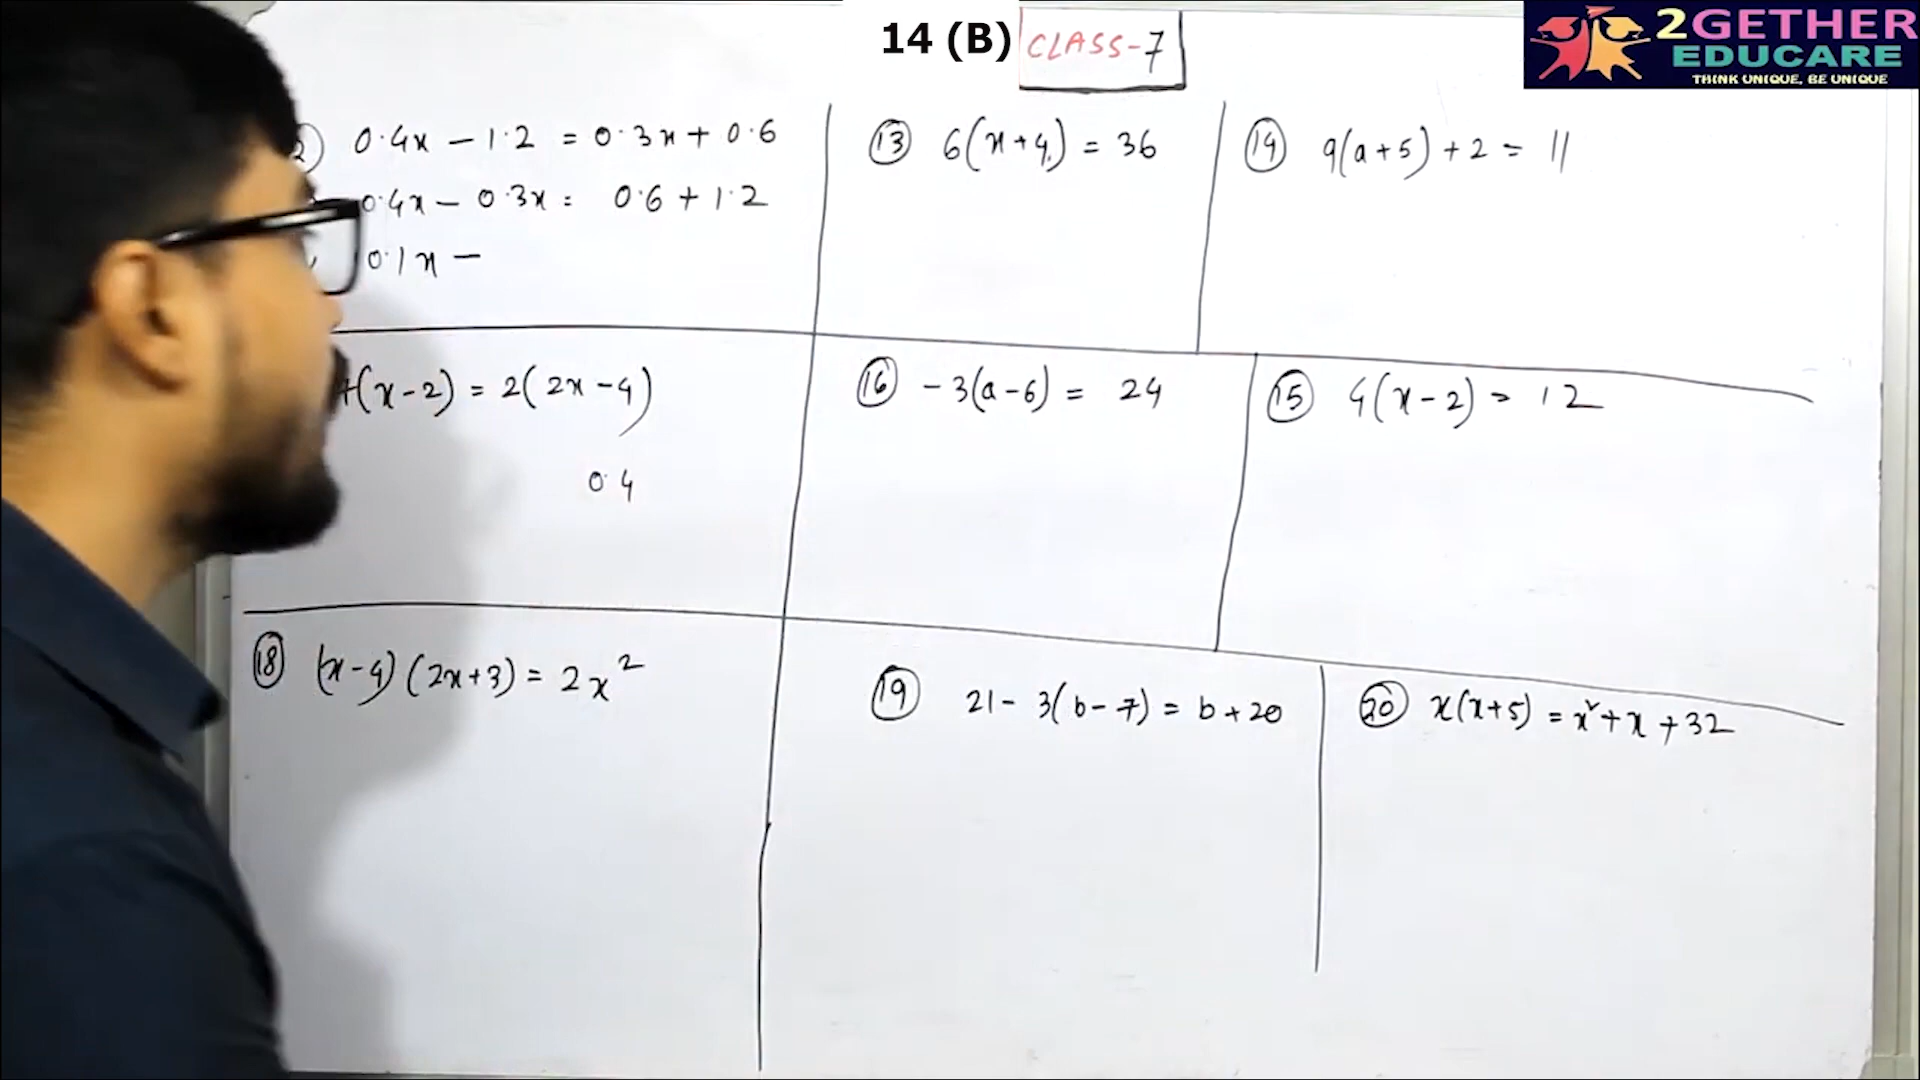 14 (B) CLASS-7
2GETHER
EDUCARE
THINK UNIQUE, BE UNIQUE
0.4x - 1.2 = 0.3x + 0.6
0.4x - 0.3x = 0.6 + 1.2
0.1x -
13 6(x+4) = 36
14 9(a+5) + 2 = 11
(x-2) = 2(2x-4)
0.4
16 -3(a-6) = 24
15 4(x-2) = 12
18 (x-4)(2x+3) = 2x²
19 21 - 3(b-7) = b+20
20 x(x+5) = x²+x+32